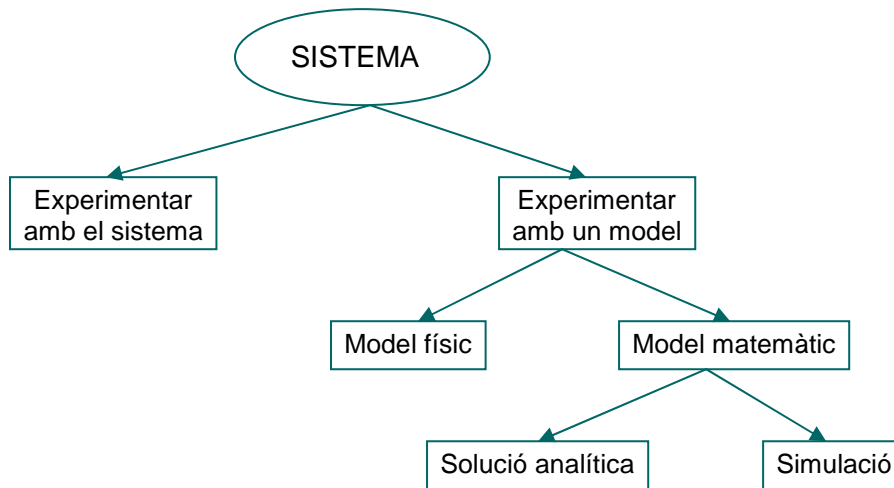 SISTEMA
Experimentar
amb el sistema
Experimentar
amb un model
Model físic
Model matemàtic
Solució analítica
Simulació